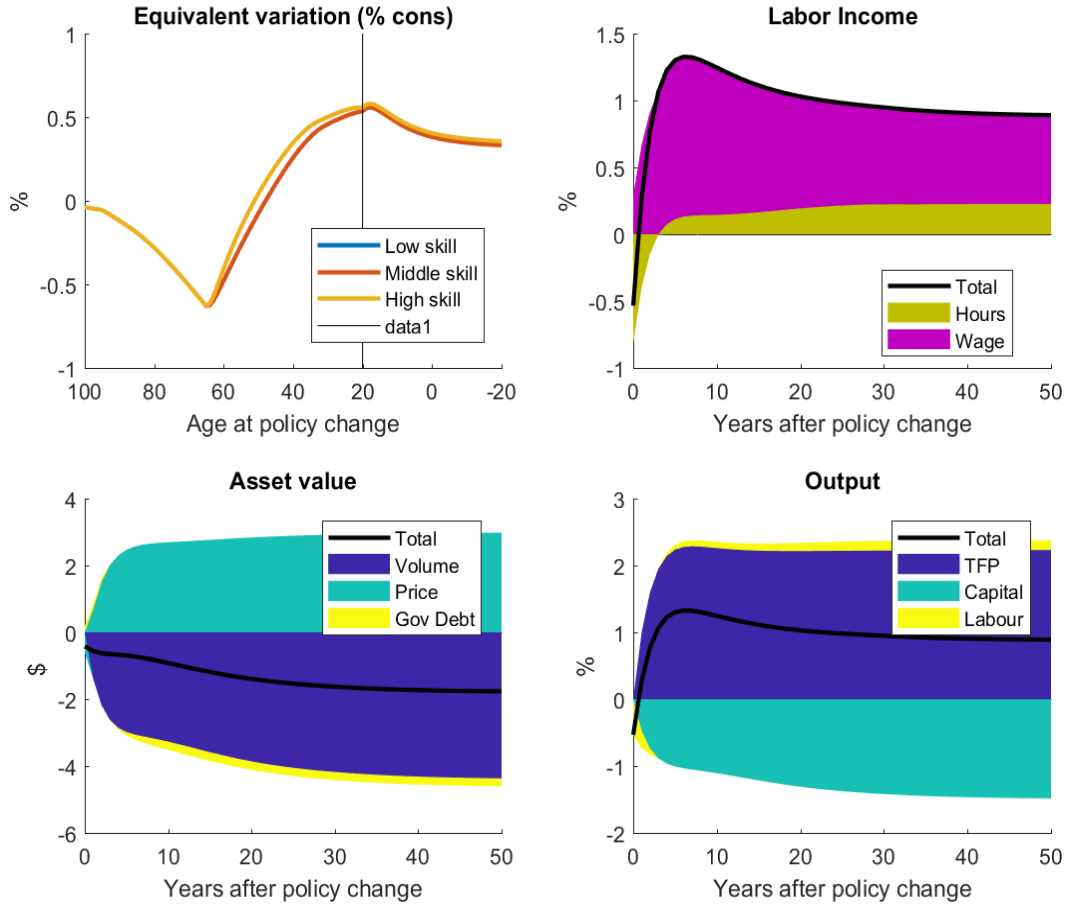 Equivalent variation (% cons)
1
0.5
0
-0.5
-1
%
100
80
60
40
20
0
-20
Age at policy change
Low skill
Middle skill
High skill
data1
Labor Income
1.5
1
0.5
0
-0.5
-1
%
0
10
20
30
40
50
Years after policy change
Total
Hours
Wage
Asset value
4
2
0
-2
-4
-6
$
0
10
20
30
40
50
Years after policy change
Total
Volume
Price
Gov Debt
Output
3
2
1
0
-1
-2
%
0
10
20
30
40
50
Years after policy change
Total
TFP
Capital
Labour